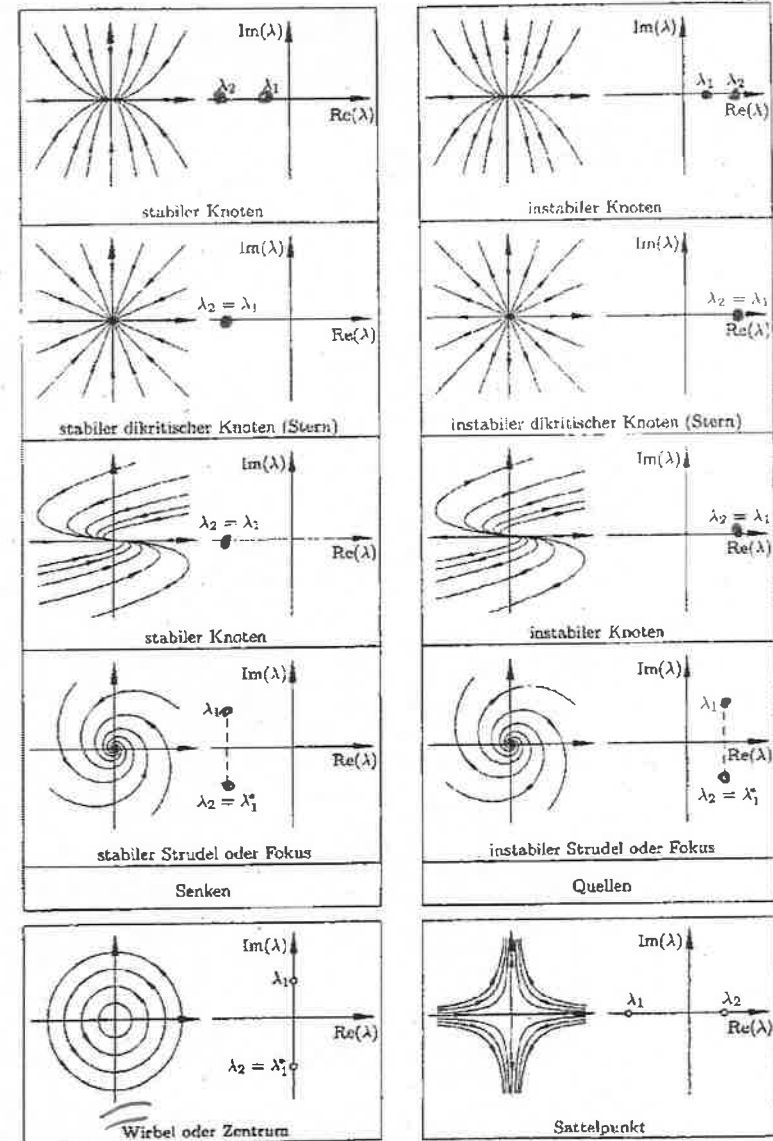 Im(λ)
λ₂ λ₁
Re(λ)
stabiler Knoten
Im(λ)
λ₁ λ₂
Re(λ)
instabiler Knoten
Im(λ)
λ₂ = λ₁
Re(λ)
stabiler dikritischer Knoten (Stern)
Im(λ)
λ₂ = λ₁
Re(λ)
instabiler dikritischer Knoten (Stern)
Im(λ)
λ₂ = λ₁
Re(λ)
stabiler Knoten
Im(λ)
λ₂ = λ₁
Re(λ)
instabiler Knoten
Im(λ)
λ₁
Re(λ)
λ₂ = λ₁*
stabiler Strudel oder Fokus
Im(λ)
λ₁
Re(λ)
λ₂ = λ₁*
instabiler Strudel oder Fokus
Senken
Quellen
Im(λ)
λ₁
Re(λ)
λ₂ = λ₁*
Wirbel oder Zentrum
Im(λ)
λ₁ λ₂
Re(λ)
Sattelpunkt